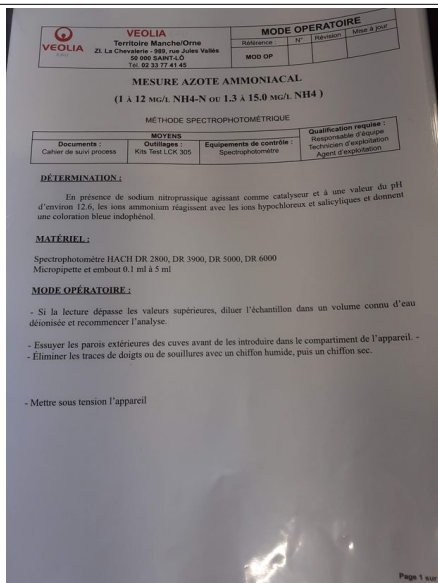 VEOLIA
EAU
VEOLIA
Territoire Manche/Orne
ZI. La Chevalerie - 989, rue Jules Vallés
50 000 SAINT-LÔ
Tél. 02 33 77 41 45
MODE OPERATOIRE
Référence N° Révision Mise à jour
MOD OP
MESURE AZOTE AMMONIACAL
(1 À 12 MG/L NH4-N OU 1.3 À 15.0 MG/L NH4 )
MÉTHODE SPECTROPHOTOMÉTRIQUE
MOYENS
Documents :
Cahier de suivi process
Outillages :
Kits Test LCK 305
Equipements de contrôle :
Spectrophotomètre
Qualification requise :
Responsable d'équipe
Technicien d'exploitation
Agent d'exploitation
DÉTERMINATION :
En présence de sodium nitroprussique agissant comme catalyseur et à une valeur du pH
d'environ 12.6, les ions ammonium réagissent avec les ions hypochloreux et salicyliques et donnent
une coloration bleue indophénol.
MATÉRIEL :
Spectrophotomètre HACH DR 2800, DR 3900, DR 5000, DR 6000
Micropipette et embout 0.1 ml à 5 ml
MODE OPÉRATOIRE :
- Si la lecture dépasse les valeurs supérieures, diluer l'échantillon dans un volume connu d'eau
déionisée et recommencer l'analyse.
- Essuyer les parois extérieures des cuves avant de les introduire dans le compartiment de l'appareil. -
- Éliminer les traces de doigts ou de souillures avec un chiffon humide, puis un chiffon sec.
- Mettre sous tension l'appareil
Page 1 sur